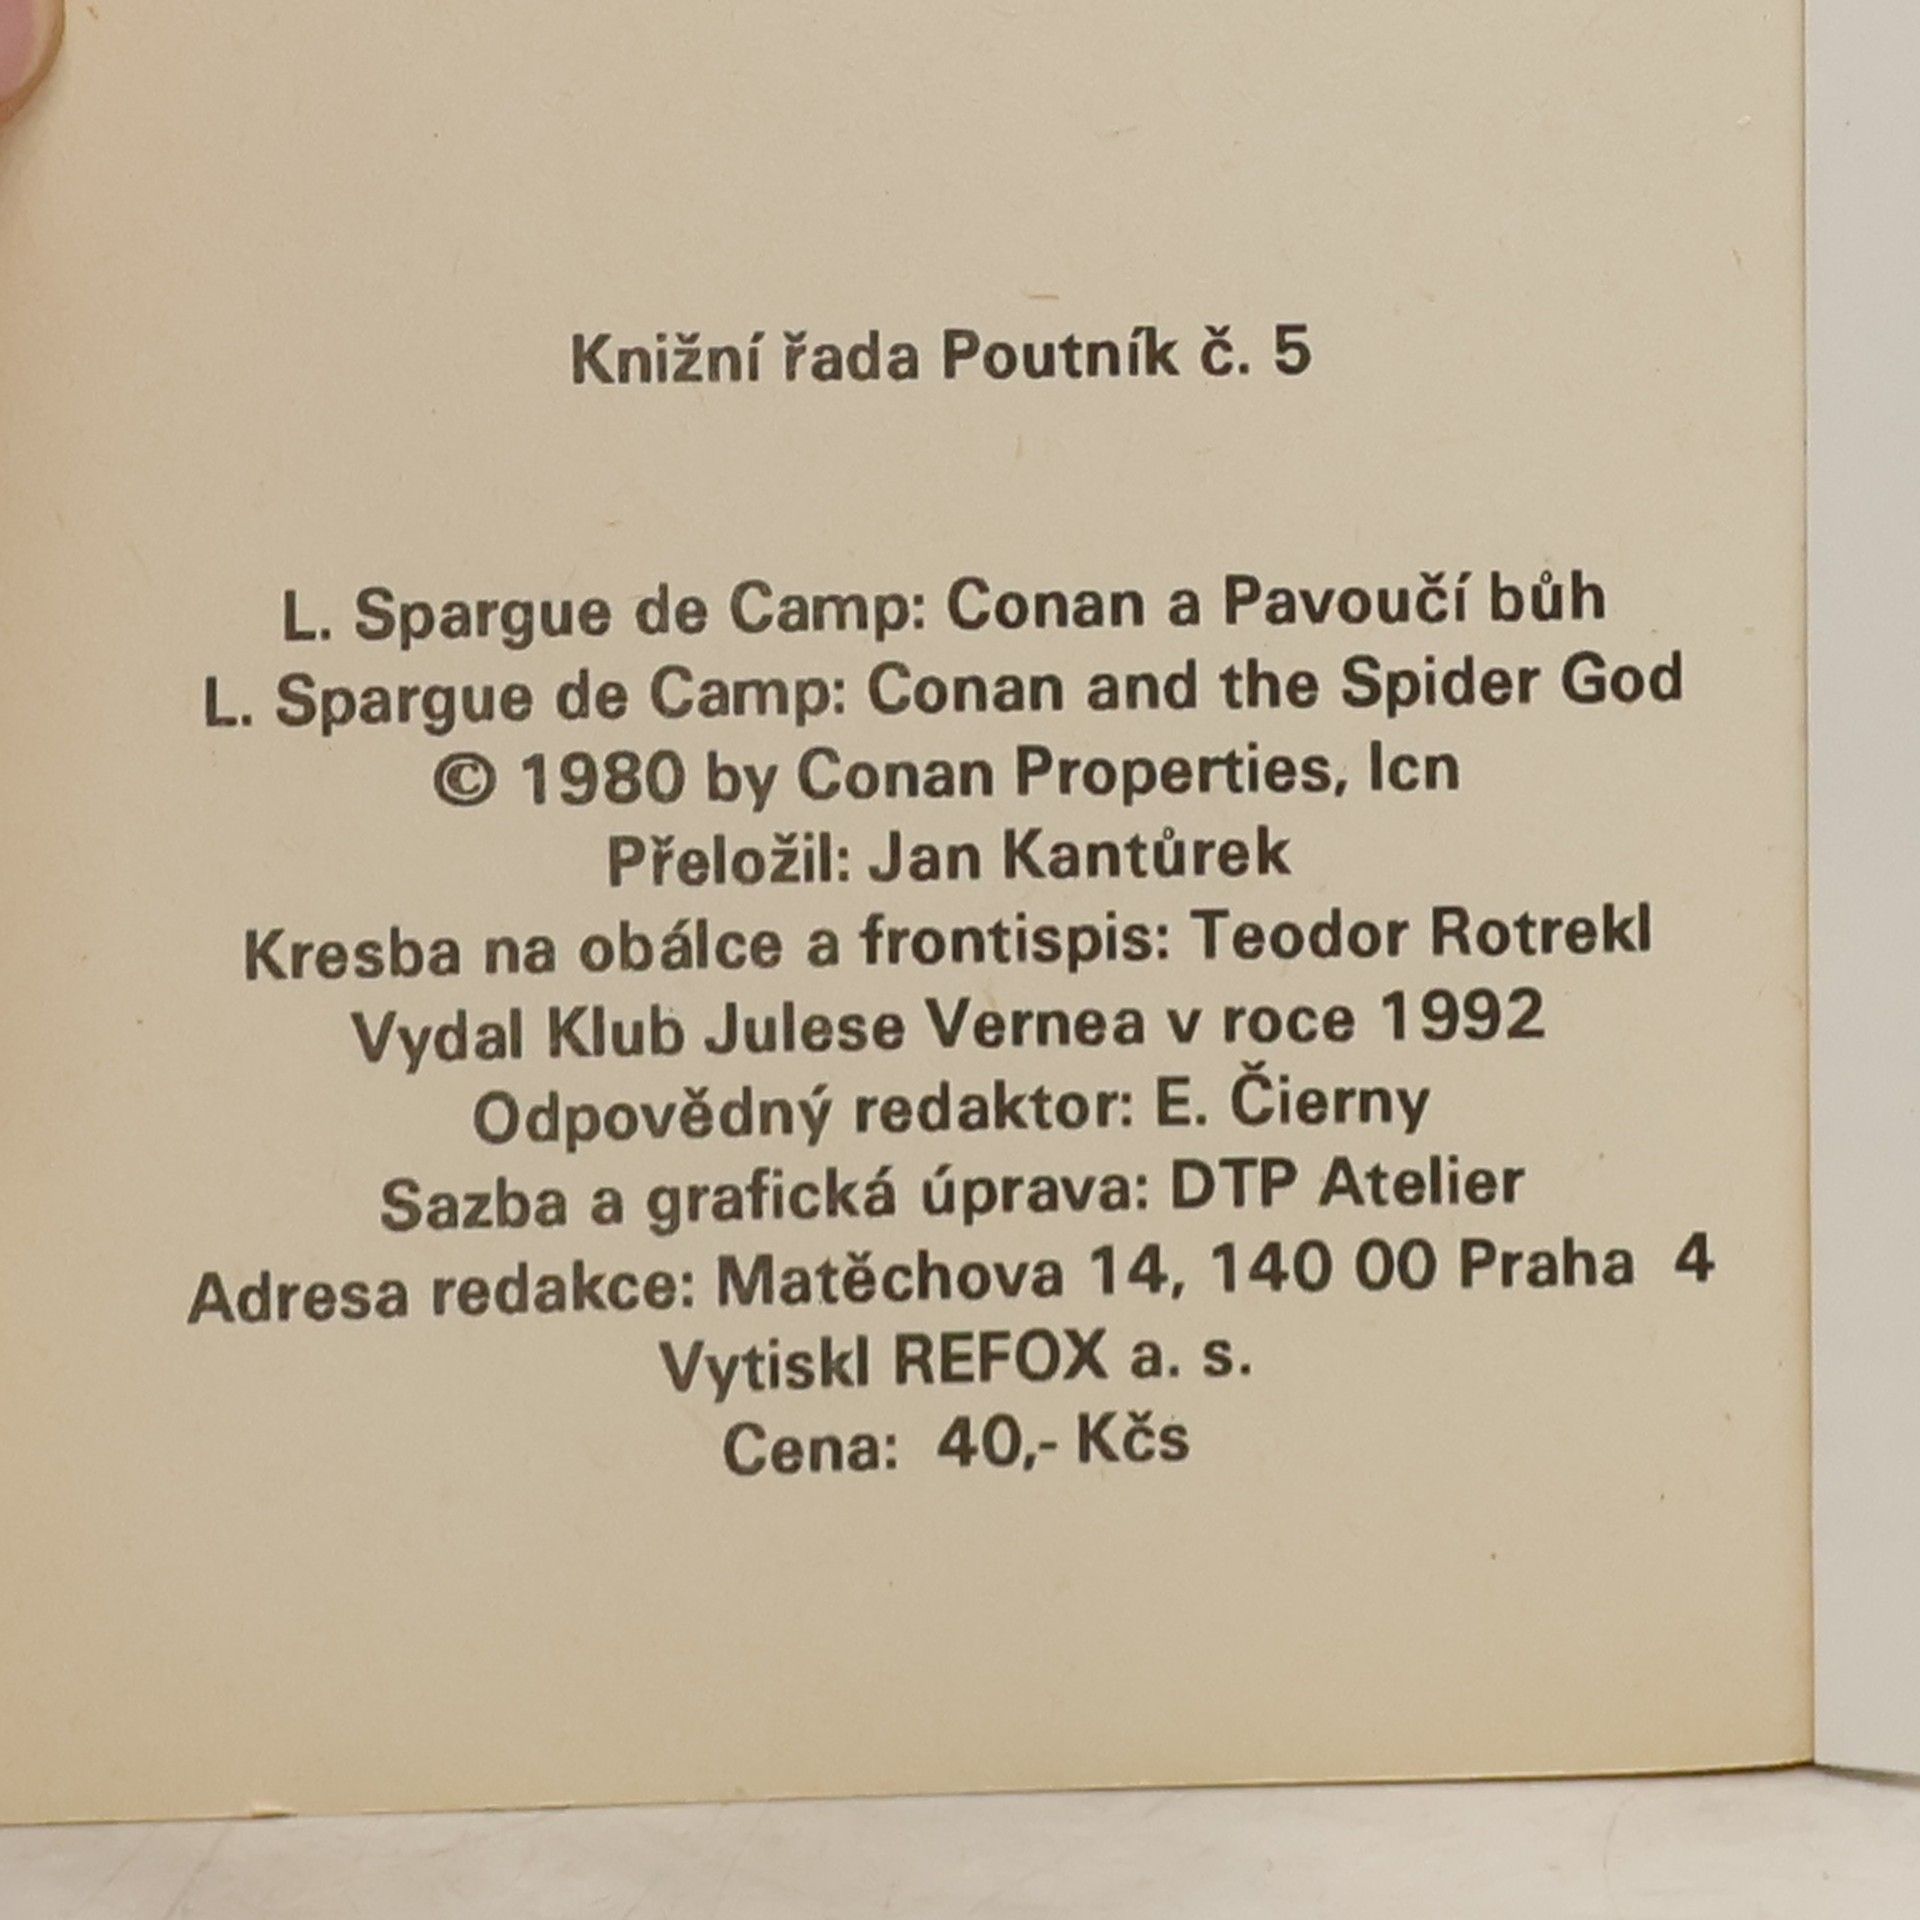 Knižní řada Poutník č. 5
L. Spargue de Camp: Conan a Pavoučí bůh
L. Spargue de Camp: Conan and the Spider God
© 1980 by Conan Properties, Icn
Přeložil: Jan Kantůrek
Kresba na obálce a frontispis: Teodor Rotrekl
Vydal Klub Julese Vernea v roce 1992
Odpovědný redaktor: E. Čierny
Sazba a grafická úprava: DTP Atelier
Adresa redakce: Matěchova 14, 140 00 Praha 4
Vytiskl REFOX a. s.
Cena: 40,- Kčs